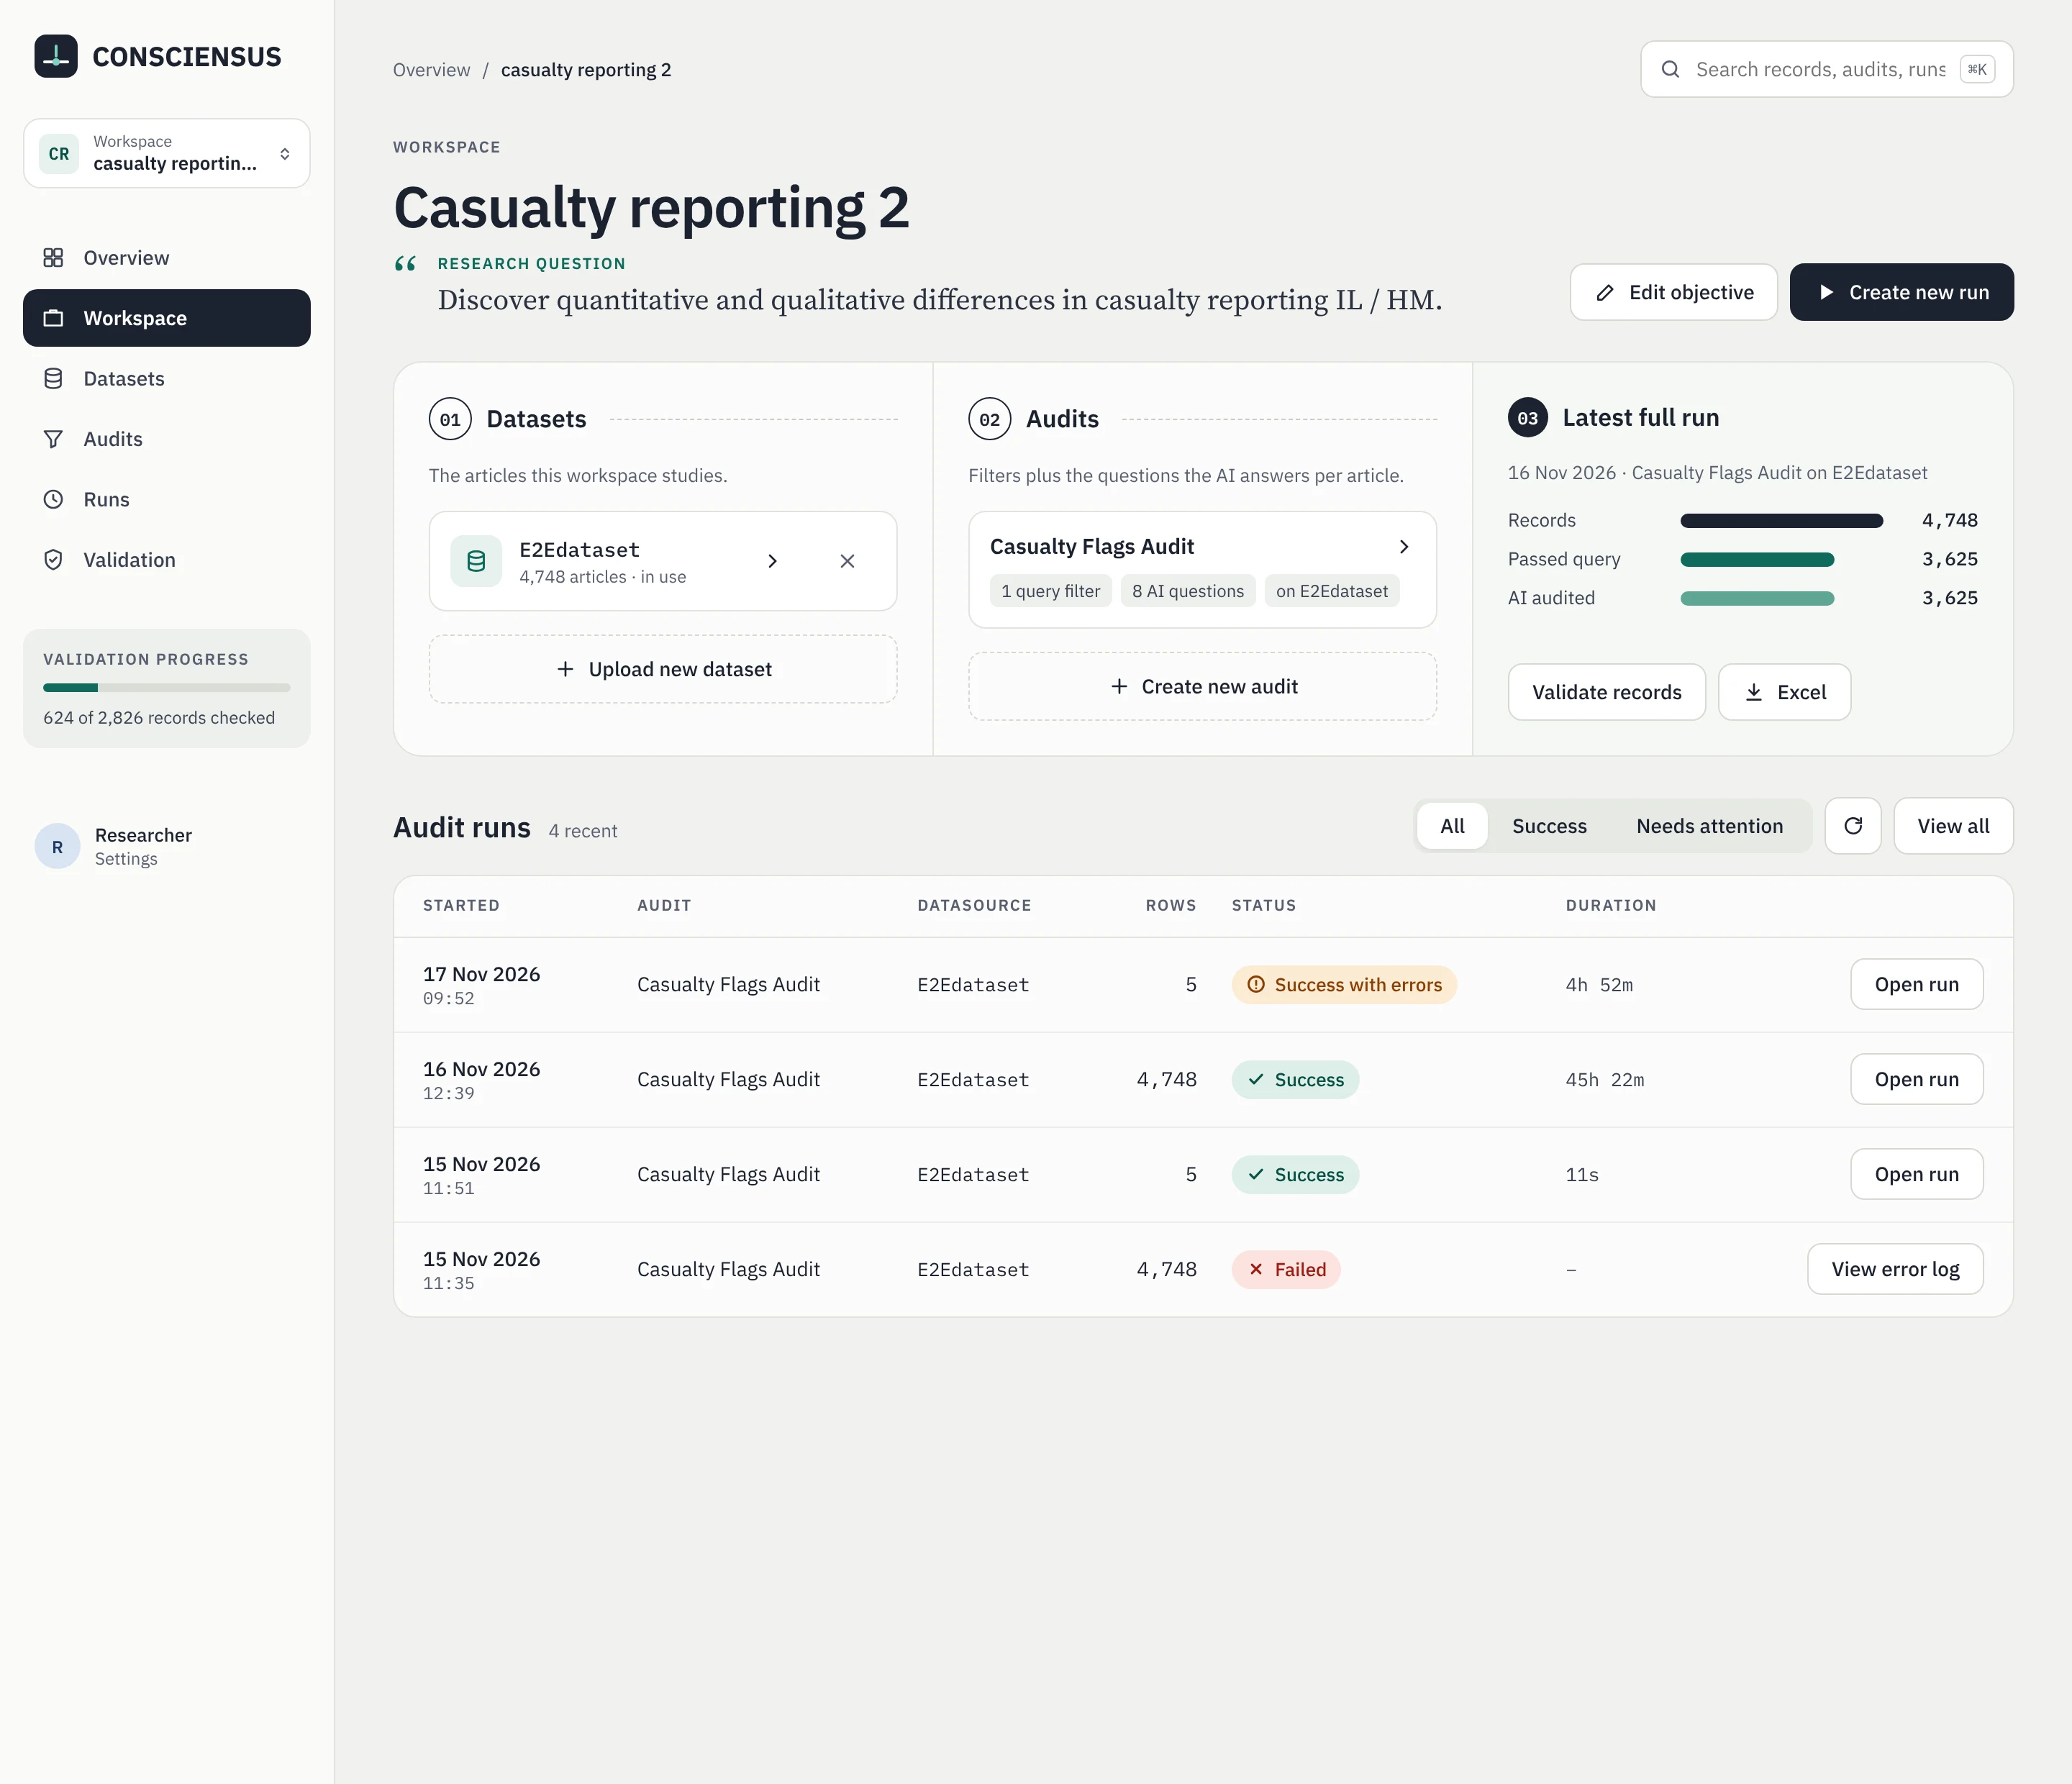 CONSCIENSUS
CR
Workspace
casualty reportin...
Overview
Workspace
Datasets
Audits
Runs
Validation
VALIDATION PROGRESS
624 of 2,826 records checked
R
Researcher
Settings
Overview / casualty reporting 2
Search records, audits, runs ⌘K
WORKSPACE
Casualty reporting 2
“ RESEARCH QUESTION
Discover quantitative and qualitative differences in casualty reporting IL / HM.
Edit objective
Create new run
01 Datasets
The articles this workspace studies.
E2Edataset
4,748 articles · in use
+ Upload new dataset
02 Audits
Filters plus the questions the AI answers per article.
Casualty Flags Audit
1 query filter 8 AI questions on E2Edataset
+ Create new audit
03 Latest full run
16 Nov 2026 · Casualty Flags Audit on E2Edataset
Records 4,748
Passed query 3,625
AI audited 3,625
Validate records Excel
Audit runs 4 recent
All Success Needs attention View all
STARTED AUDIT DATASOURCE ROWS STATUS DURATION
17 Nov 2026
09:52
Casualty Flags Audit E2Edataset 5 Success with errors 4h 52m Open run
16 Nov 2026
12:39
Casualty Flags Audit E2Edataset 4,748 Success 45h 22m Open run
15 Nov 2026
11:51
Casualty Flags Audit E2Edataset 5 Success 11s Open run
15 Nov 2026
11:35
Casualty Flags Audit E2Edataset 4,748 Failed – View error log